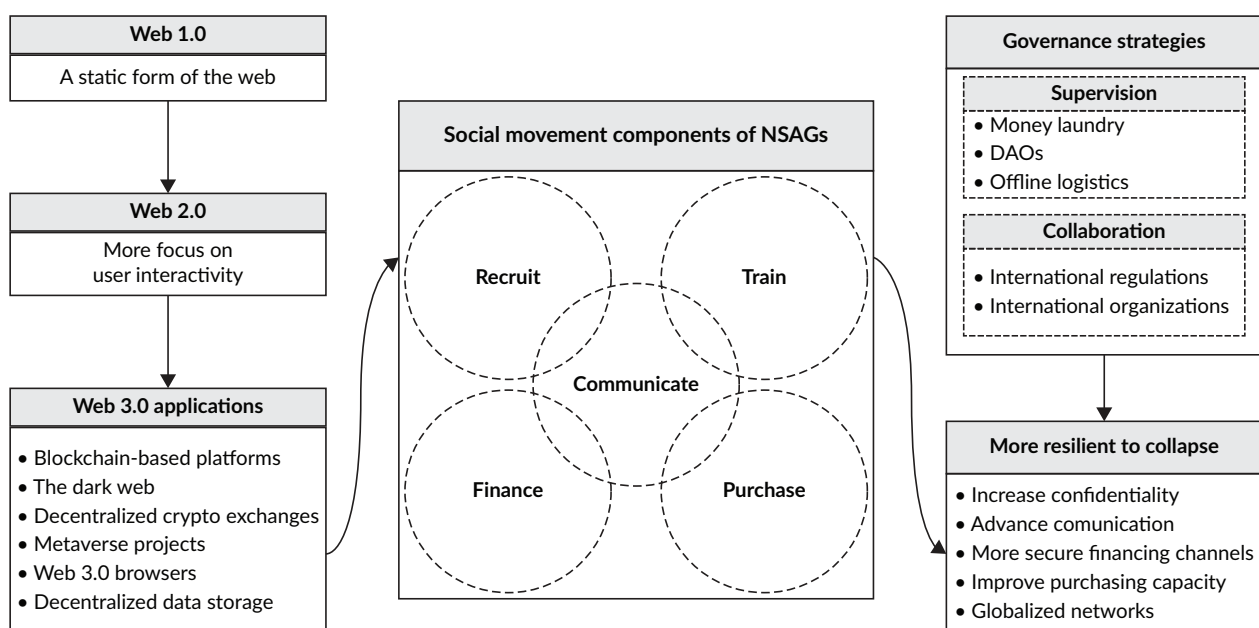 Web 1.0
A static form of the web
Web 2.0
More focus on
user interactivity
Web 3.0 applications
• Blockchain-based platforms
• The dark web
• Decentralized crypto exchanges
• Metaverse projects
• Web 3.0 browsers
• Decentralized data storage
Social movement components of NSAGs
Recruit
Train
Communicate
Finance
Purchase
Governance strategies
Supervision
• Money laundry
• DAOs
• Offline logistics
Collaboration
• International regulations
• International organizations
More resilient to collapse
• Increase confidentiality
• Advance comunication
• More secure financing channels
• Improve purchasing capacity
• Globalized networks